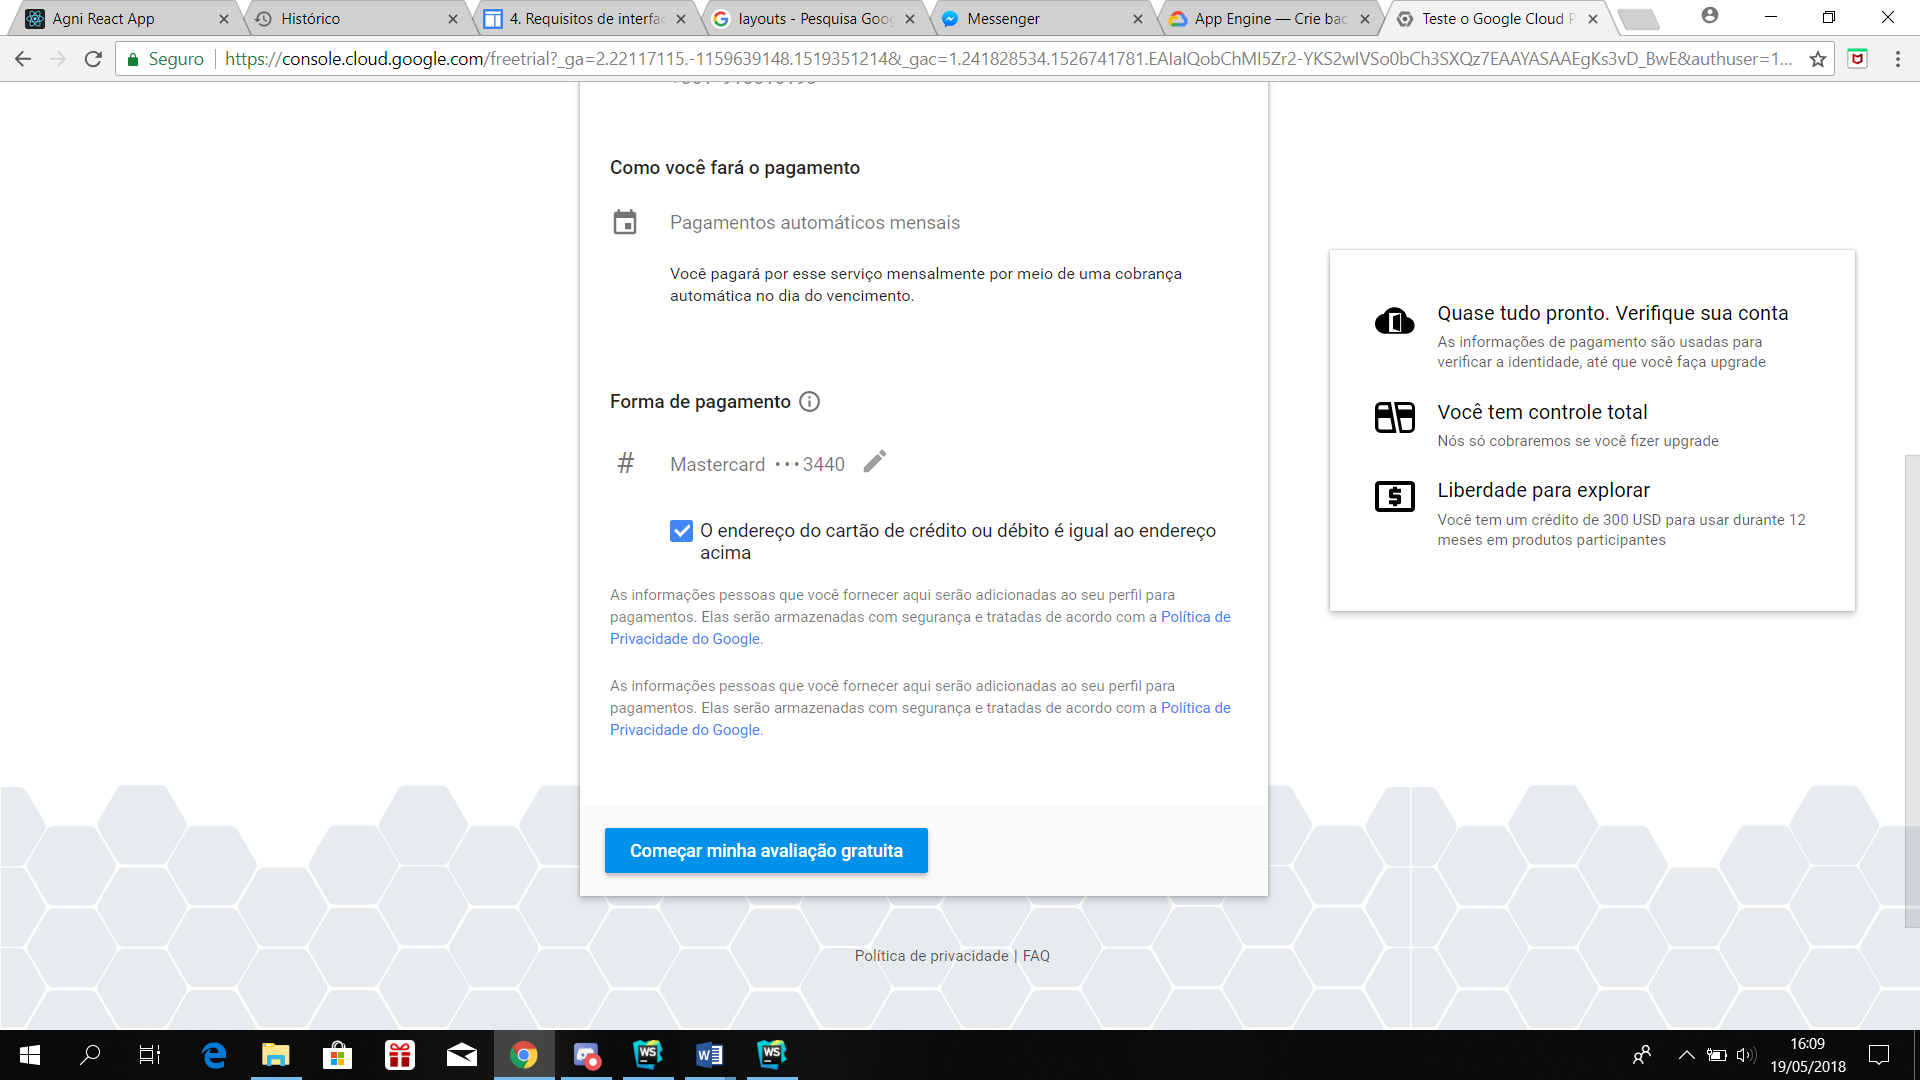 Agni React App
Histórico
4. Requisitos de interfa
layouts - Pesquisa Goo
Messenger
App Engine — Crie bac
Teste o Google Cloud P
Seguro
https://console.cloud.google.com/freetrial?_ga=2.22117115.-1159639148.1519351214&_gac=1.241828534.1526741781.EAIaIQobChMI5Zr2-YKS2wIVSo0bCh3SXQz7EAAYASAAEgKs3vD_BwE&authuser=1...
Como você fará o pagamento
Pagamentos automáticos mensais
Você pagará por esse serviço mensalmente por meio de uma cobrança
automática no dia do vencimento.
Forma de pagamento
# Mastercard •••3440
O endereço do cartão de crédito ou débito é igual ao endereço
acima
As informações pessoas que você fornecer aqui serão adicionadas ao seu perfil para
pagamentos. Elas serão armazenadas com segurança e tratadas de acordo com a Política de
Privacidade do Google.
As informações pessoas que você fornecer aqui serão adicionadas ao seu perfil para
pagamentos. Elas serão armazenadas com segurança e tratadas de acordo com a Política de
Privacidade do Google.
Começar minha avaliação gratuita
Quase tudo pronto. Verifique sua conta
As informações de pagamento são usadas para
verificar a identidade, até que você faça upgrade
Você tem controle total
Nós só cobraremos se você fizer upgrade
Liberdade para explorar
Você tem um crédito de 300 USD para usar durante 12
meses em produtos participantes
Política de privacidade | FAQ
WS
WS
16:09
19/05/2018